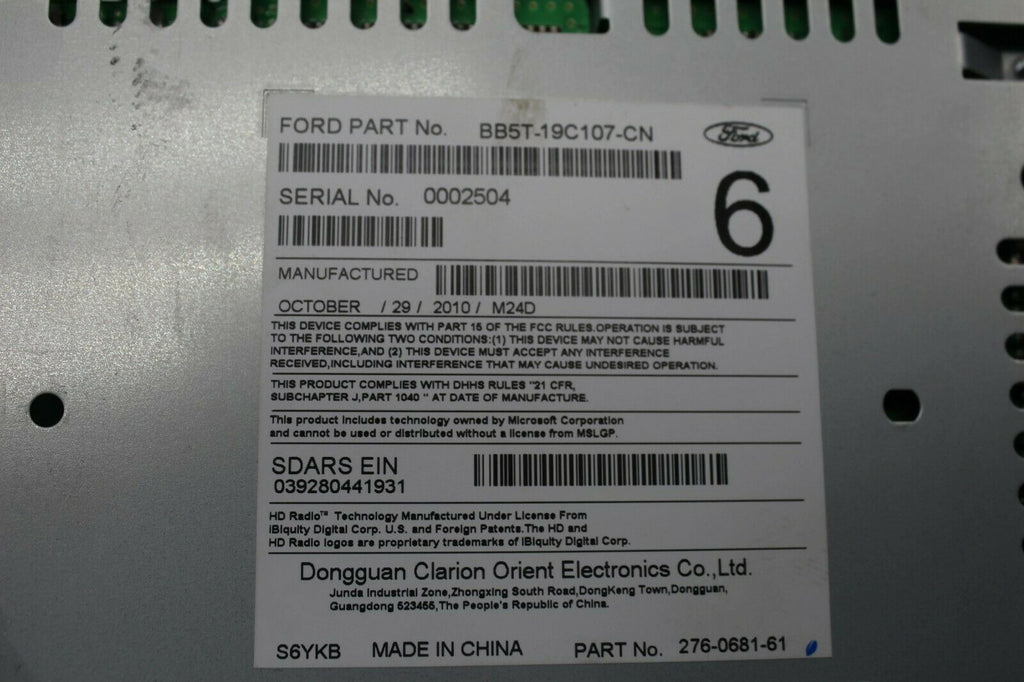 FORD PART No. BB5T-19C107-CN
Ford
SERIAL No. 0002504
6
MANUFACTURED
OCTOBER / 29 / 2010 / M24D
THIS DEVICE COMPLIES WITH PART 15 OF THE FCC RULES.OPERATION IS SUBJECT
TO THE FOLLOWING TWO CONDITIONS:(1) THIS DEVICE MAY NOT CAUSE HARMFUL
INTERFERENCE,AND (2) THIS DEVICE MUST ACCEPT ANY INTERFERENCE
RECEIVED,INCLUDING INTERFERENCE THAT MAY CAUSE UNDESIRED OPERATION.
THIS PRODUCT COMPLIES WITH DHHS RULES "21 CFR,
SUBCHAPTER J,PART 1040 " AT DATE OF MANUFACTURE.
This product includes technology owned by Microsoft Corporation
and cannot be used or distributed without a license from MSLGP.
SDARS EIN
039280441931
HD Radio™ Technology Manufactured Under License From
iBiquity Digital Corp. U.S. and Foreign Patents.The HD and
HD Radio logos are proprietary trademarks of iBiquity Digital Corp.
Dongguan Clarion Orient Electronics Co.,Ltd.
Junda Industrial Zone,Zhongxing South Road,DongKeng Town,Dongguan,
Guangdong 523455,The People's Republic of China.
S6YKB MADE IN CHINA PART No. 276-0681-61